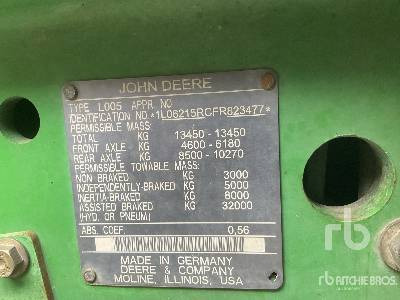 JOHN DEERE
TYPE L005 APPR. NO
IDENTIFICATION NO *1L06215RCFR823477*
PERMISSIBLE MASS:
TOTAL KG 13450 - 13450
FRONT AXLE KG 4600 - 6180
REAR AXLE KG 8500 - 10270
PERMISSIBLE TOWABLE MASS:
NON BRAKED KG 3000
INDEPENDENTLY-BRAKED KG 5000
INERTIA-BRAKED KG 8000
ASSISTED BRAKED KG 32000
(HYD. OR PNEUM)
ABS. COEF 0,56
MADE IN GERMANY
DEERE & COMPANY
MOLINE, ILLINOIS, USA
rb
RITCHIE BROS